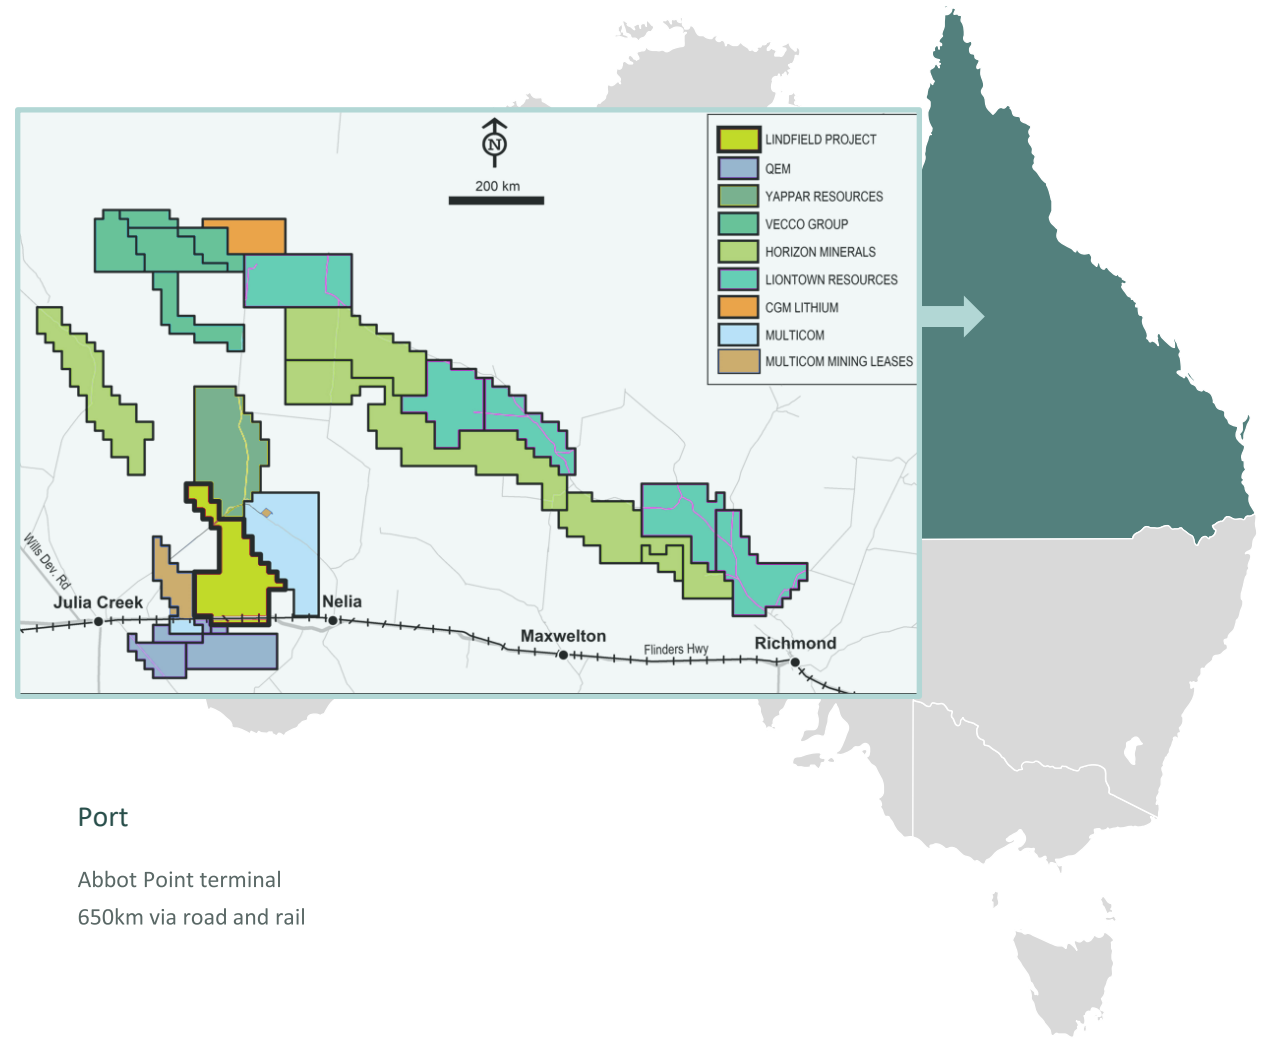 N
200 km
LINDFIELD PROJECT
QEM
YAPPAR RESOURCES
VECCO GROUP
HORIZON MINERALS
LIONTOWN RESOURCES
CGM LITHIUM
MULTICOM
MULTICOM MINING LEASES
Wills Dev. Rd
Julia Creek
Nelia
Maxwelton
Flinders Hwy
Richmond
Port
Abbot Point terminal
650km via road and rail